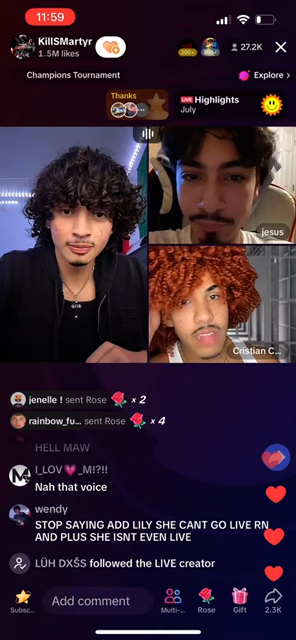 11:59
KillSMartyr
1.5M likes
300+
27.2K
Champions Tournament
Explore >
Thanks
LIVE Highlights
July
jesus
Cristian C...
jenelle ! sent Rose x 2
rainbow_fu... sent Rose x 4
HELL MAW
I_LOV💗_M!?!!
Nah that voice
wendy
STOP SAYING ADD LILY SHE CANT GO LIVE RN
AND PLUS SHE ISNT EVEN LIVE
LÜH DXŠS followed the LIVE creator
Add comment
Subsc...
Multi-...
Rose
Gift
2.3K